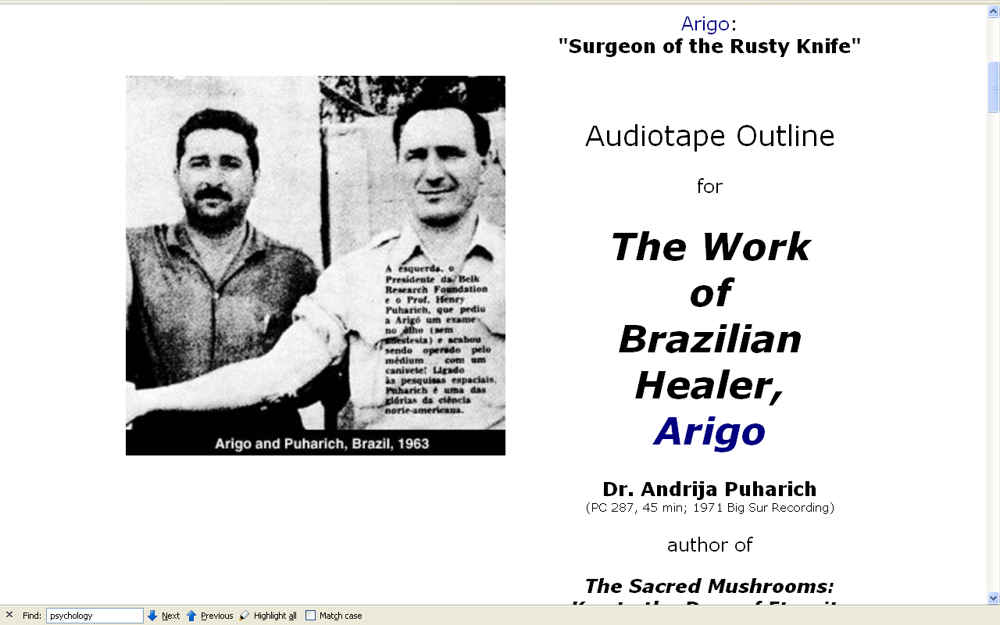 Arigo:
"Surgeon of the Rusty Knife"
Audiotape Outline
for
The Work
of
Brazilian
Healer,
Arigo
Dr. Andrija Puharich
(PC 287, 45 min; 1971 Big Sur Recording)
author of
The Sacred Mushrooms:
A esquerda, o
Presidente da Belk
Research Foundation
e o Prof. Henry
Puharich, que pediu
a Arigó um exame
no ôlho (sem
anestesia) e acabou
sendo operado pelo
médium com um
canivete! Ligado
às pesquisas espaciais,
Puharich é uma das
glórias da ciência
norte-americana.
Arigo and Puharich, Brazil, 1963
Find: psychology Next Previous Highlight all Match case